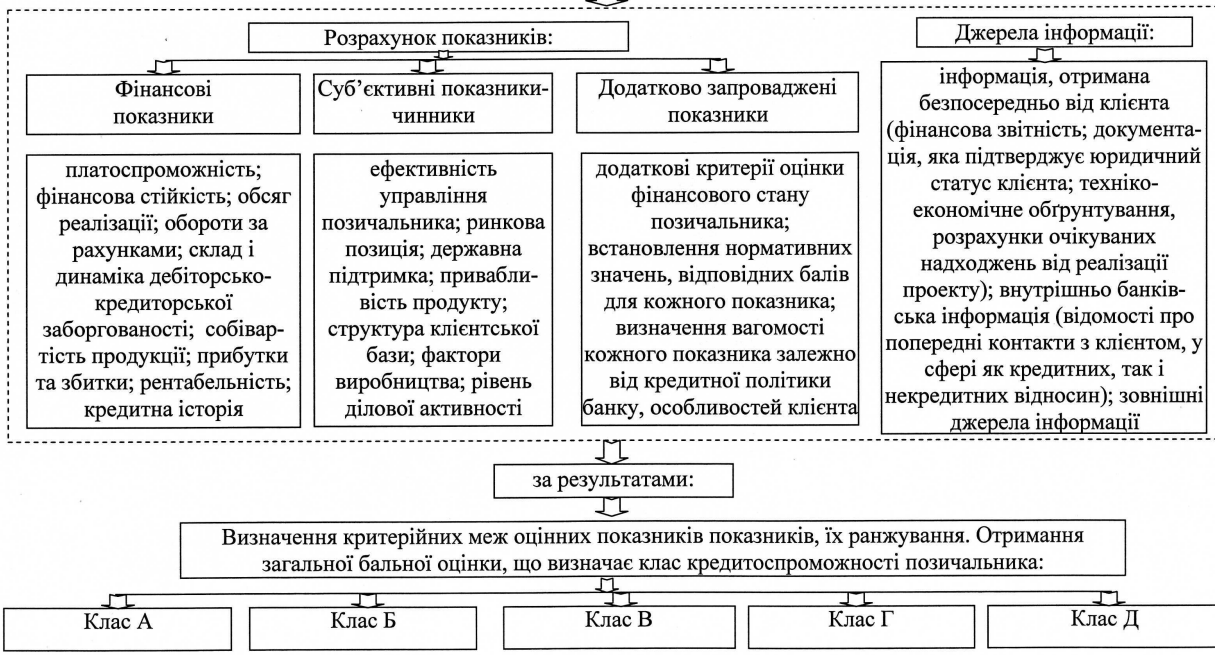 Розрахунок показників:
Джерела інформації:
Фінансові
показники
Суб’єктивні показники-
чинники
Додатково запроваджені
показники
платоспроможність;
фінансова стійкість; обсяг
реалізації; обороти за
рахунками; склад і
динаміка дебіторсько-
кредиторської
заборгованості; собівар-
тість продукції; прибутки
та збитки; рентабельність;
кредитна історія
ефективність
управління
позичальника; ринкова
позиція; державна
підтримка; привабли-
вість продукту;
структура клієнтської
бази; фактори
виробництва; рівень
ділової активності
додаткові критерії оцінки
фінансового стану
позичальника;
встановлення нормативних
значень, відповідних балів
для кожного показника;
визначення вагомості
кожного показника залежно
від кредитної політики
банку, особливостей клієнта
інформація, отримана
безпосередньо від клієнта
(фінансова звітність; документа-
ція, яка підтверджує юридичний
статус клієнта; техніко-
економічне обґрунтування,
розрахунки очікуваних
надходжень від реалізації
проекту); внутрішньо банків-
ська інформація (відомості про
попередні контакти з клієнтом, у
сфері як кредитних, так і
некредитних відносин); зовнішні
джерела інформації
за результатами:
Визначення критерійних меж оцінних показників показників, їх ранжування. Отримання
загальної бальної оцінки, що визначає клас кредитоспроможності позичальника:
Клас А
Клас Б
Клас В
Клас Г
Клас Д